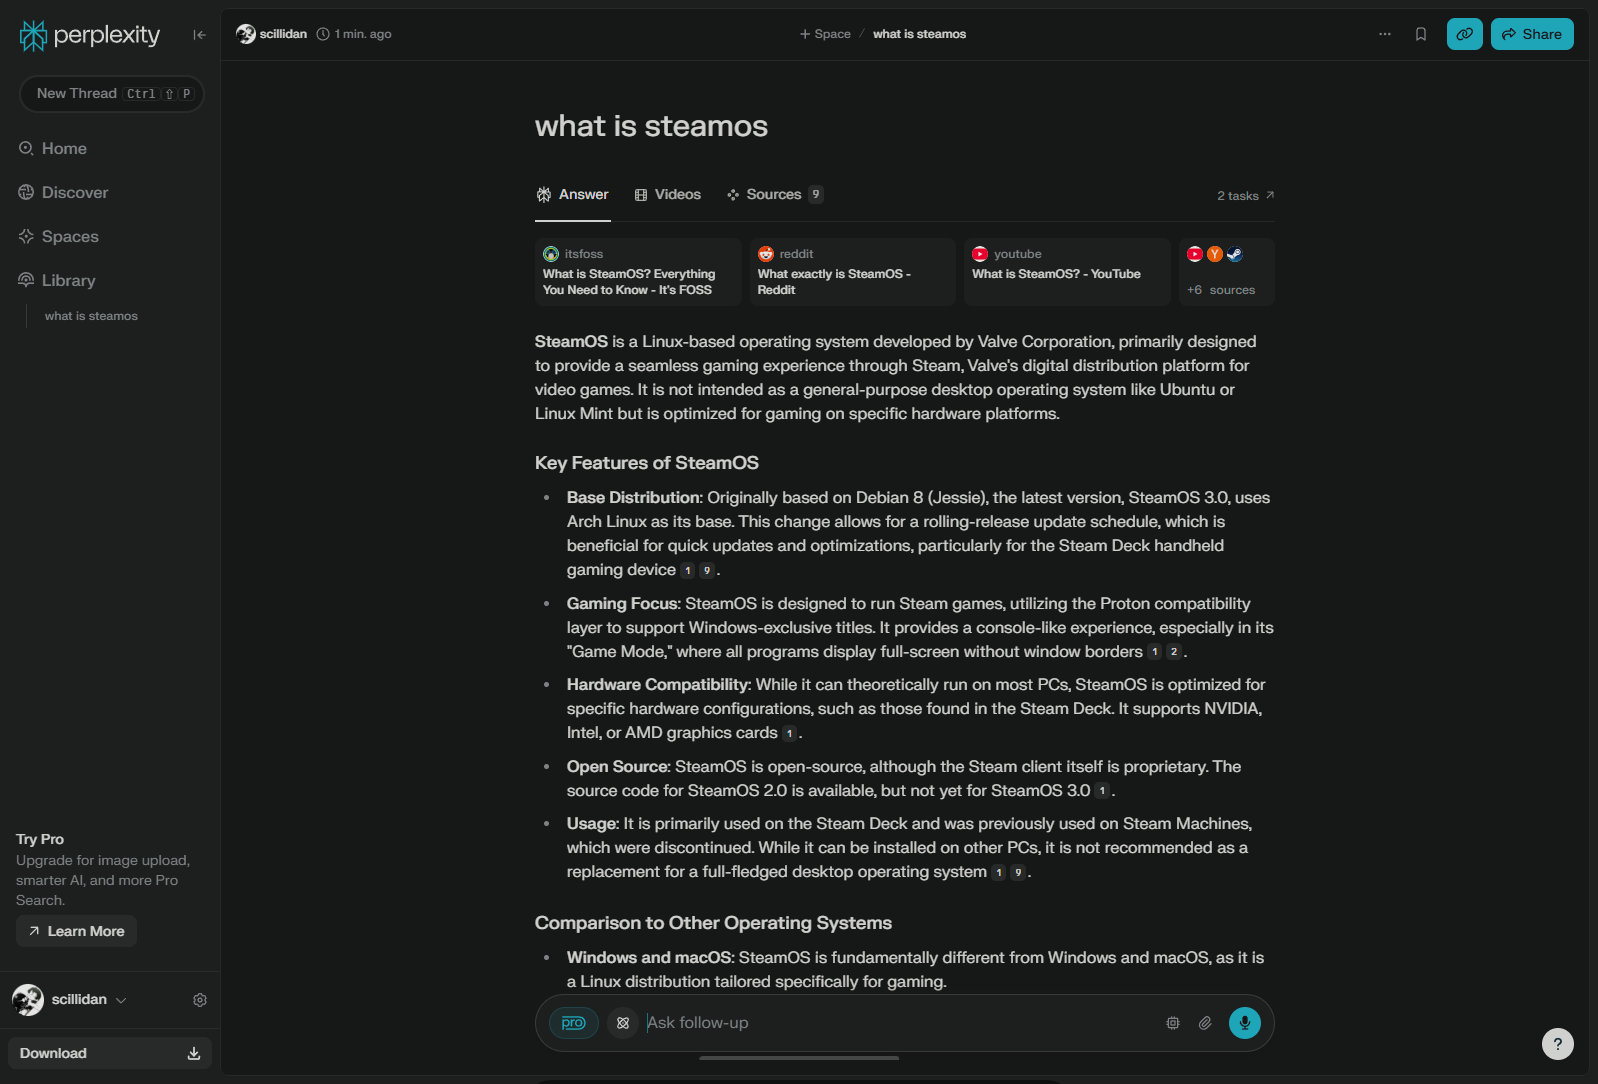 perplexity
New Thread Ctrl ⇧ P
Home
Discover
Spaces
Library
what is steamos
Try Pro
Upgrade for image upload,
smarter AI, and more Pro
Search.
Learn More
scillidan
Download
scillidan 1 min. ago
Space / what is steamos
Share
what is steamos
Answer Videos Sources 9
2 tasks
itsfoss
What is SteamOS? Everything
You Need to Know - It's FOSS
reddit
What exactly is SteamOS -
Reddit
youtube
What is SteamOS? - YouTube
+6 sources
SteamOS is a Linux-based operating system developed by Valve Corporation, primarily designed
to provide a seamless gaming experience through Steam, Valve's digital distribution platform for
video games. It is not intended as a general-purpose desktop operating system like Ubuntu or
Linux Mint but is optimized for gaming on specific hardware platforms.
Key Features of SteamOS
• Base Distribution: Originally based on Debian 8 (Jessie), the latest version, SteamOS 3.0, uses
Arch Linux as its base. This change allows for a rolling-release update schedule, which is
beneficial for quick updates and optimizations, particularly for the Steam Deck handheld
gaming device 1 9.
• Gaming Focus: SteamOS is designed to run Steam games, utilizing the Proton compatibility
layer to support Windows-exclusive titles. It provides a console-like experience, especially in its
"Game Mode," where all programs display full-screen without window borders 1 2.
• Hardware Compatibility: While it can theoretically run on most PCs, SteamOS is optimized for
specific hardware configurations, such as those found in the Steam Deck. It supports NVIDIA,
Intel, or AMD graphics cards 1.
• Open Source: SteamOS is open-source, although the Steam client itself is proprietary. The
source code for SteamOS 2.0 is available, but not yet for SteamOS 3.0 1.
• Usage: It is primarily used on the Steam Deck and was previously used on Steam Machines,
which were discontinued. While it can be installed on other PCs, it is not recommended as a
replacement for a full-fledged desktop operating system 1 9.
Comparison to Other Operating Systems
• Windows and macOS: SteamOS is fundamentally different from Windows and macOS, as it is
a Linux distribution tailored specifically for gaming.
pro Ask follow-up
?